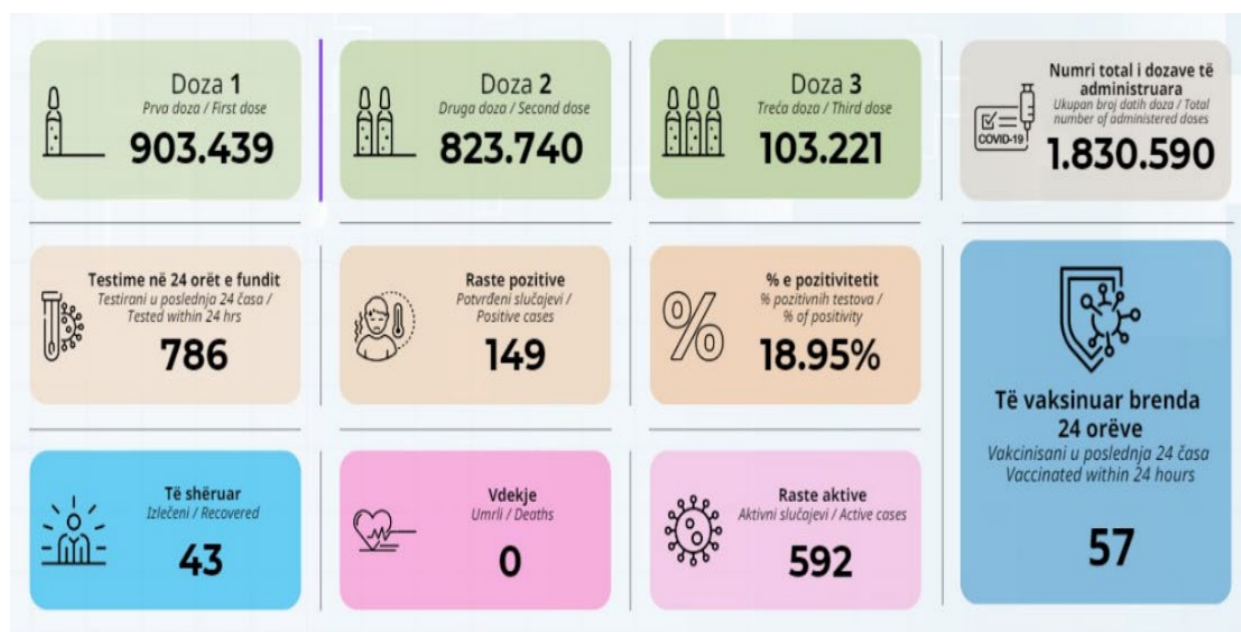 Doza 1
Prva doza / First dose
903.439
Doza 2
Druga doza / Second dose
823.740
Doza 3
Treća doza / Third dose
103.221
Numri total i dozave të
administruara
Ukupan broj datih doza / Total
number of administered doses
COVID-19
1.830.590
Testime në 24 orët e fundit
Testirani u poslednja 24 časa /
Tested within 24 hrs
786
Raste pozitive
Potvrđeni slučajevi /
Positive cases
149
%
% e pozitivitetit
% pozitivnih testova /
% of positivity
18.95%
Të vaksinuar brenda
24 orëve
Vakcinisani u poslednja 24 časa
Vaccinated within 24 hours
57
Të shëruar
Izlečeni / Recovered
43
Vdekje
Umrli / Deaths
0
Raste aktive
Aktivni slučajevi / Active cases
592